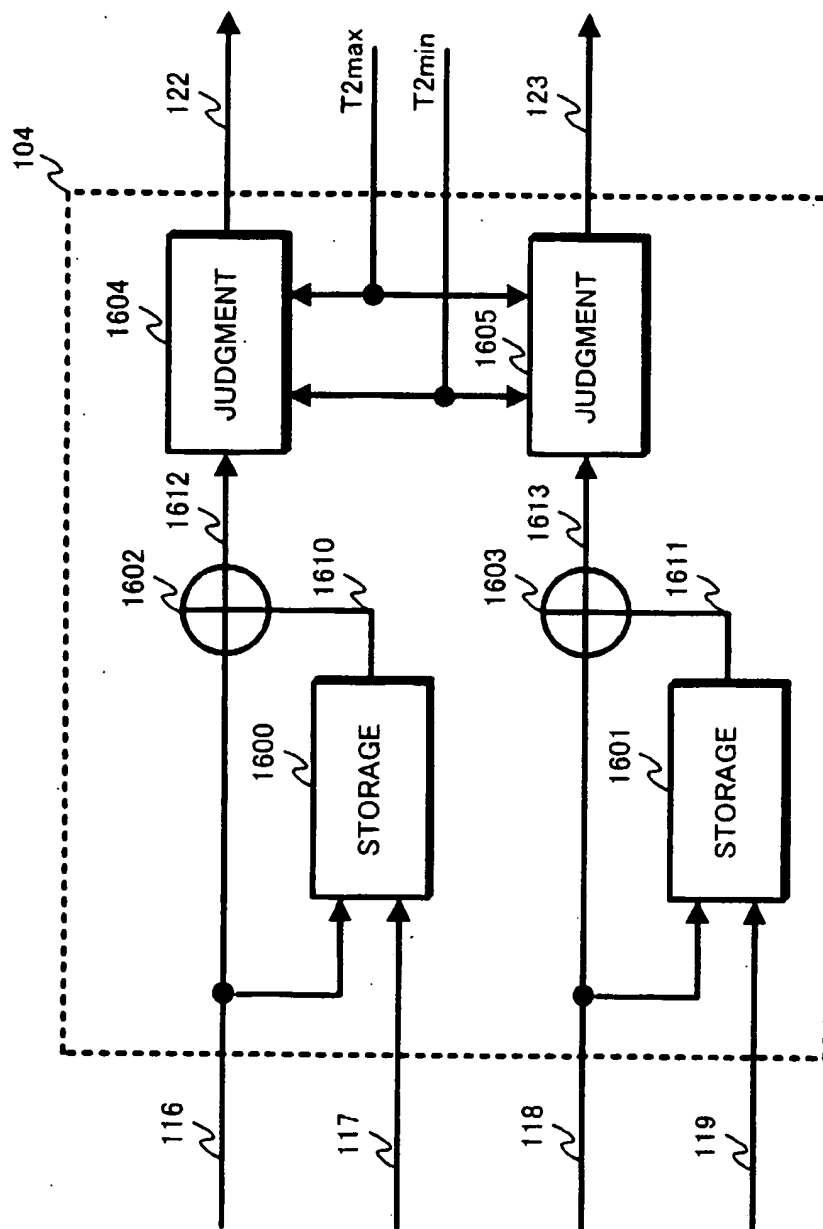 104
122
1604
JUDGMENT
1602
1612
1610
1600
STORAGE
116
117
T2max
T2min
123
1605
JUDGMENT
1603
1613
1611
1601
STORAGE
118
119